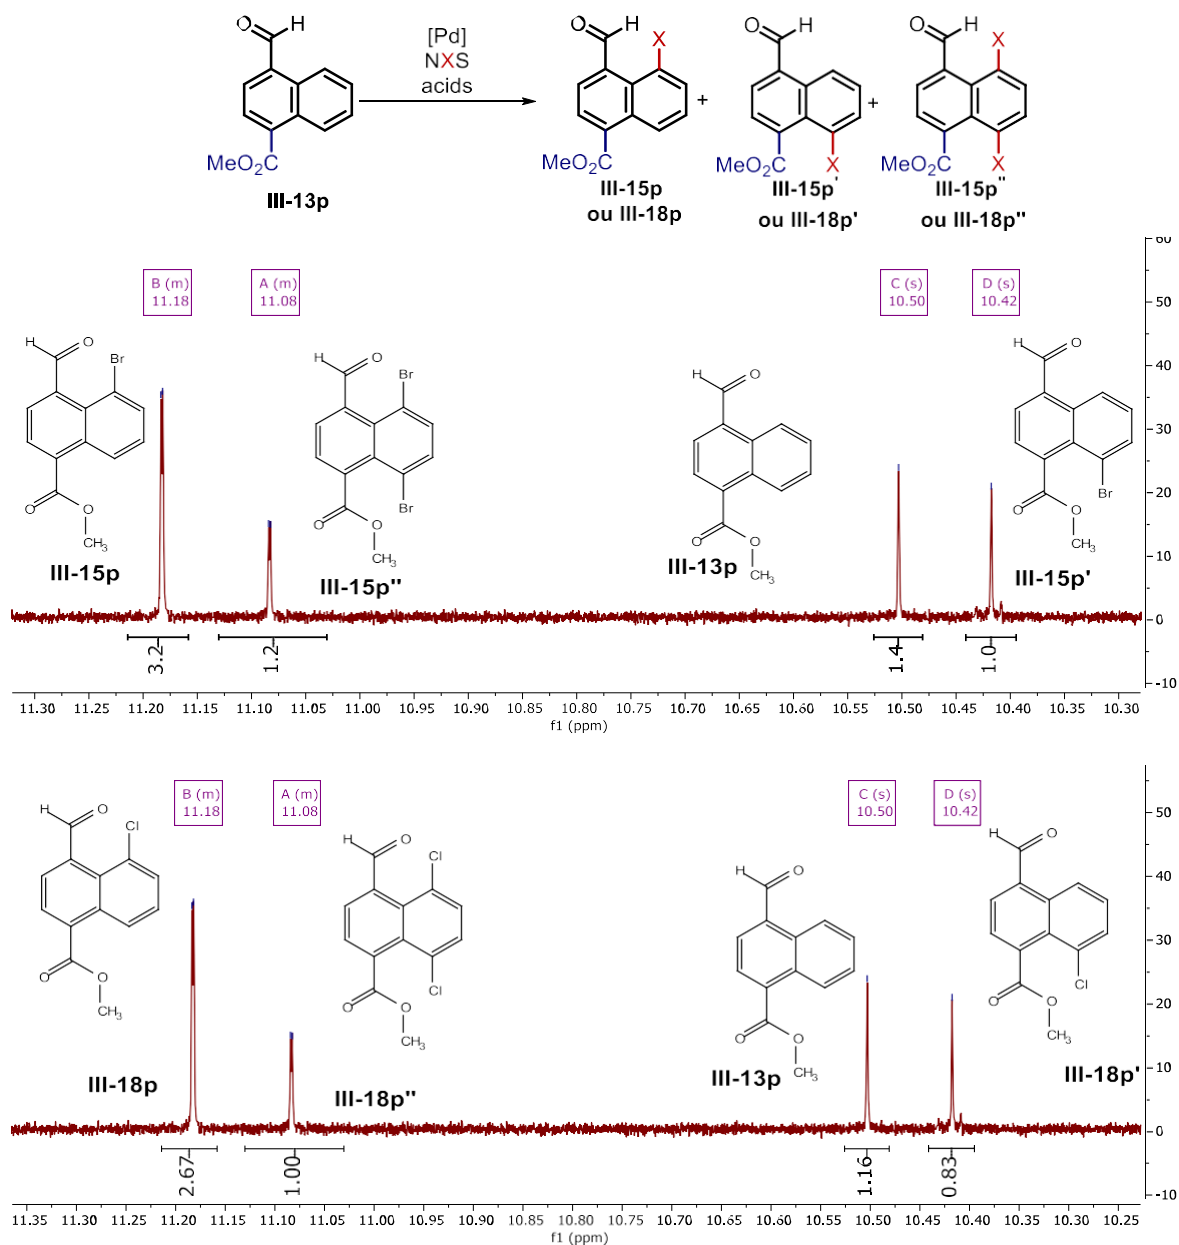 O H
[Pd]
NXS
acids
O H
X
O H
O H
X
+
+
MeO2C
MeO2C
MeO2C
X
MeO2C
X
III-13p
III-15p
ou III-18p
III-15p'
ou III-18p'
III-15p"
ou III-18p"
60
B (m)
11.18
A (m)
11.08
C (s)
10.50
D (s)
10.42
50
40
30
20
10
0
-10
H O
Br
O
O
CH3
III-15p
H O
Br
O
O
Br
CH3
III-15p"
H O
O
O
CH3
III-13p
H O
O
O
Br
CH3
III-15p'
3.2
1.2
1.4
1.0
11.30 11.25 11.20 11.15 11.10 11.05 11.00 10.95 10.90 10.85 10.80 10.75 10.70 10.65 10.60 10.55 10.50 10.45 10.40 10.35 10.30
f1 (ppm)
B (m)
11.18
A (m)
11.08
C (s)
10.50
D (s)
10.42
50
40
30
20
10
0
-10
H O
Cl
O
O
CH3
III-18p
H O
Cl
O
O
Cl
CH3
III-18p"
H O
O
O
CH3
III-13p
H O
O
O
Cl
CH3
III-18p'
2.67
1.00
1.16
0.83
11.35 11.30 11.25 11.20 11.15 11.10 11.05 11.00 10.95 10.90 10.85 10.80 10.75 10.70 10.65 10.60 10.55 10.50 10.45 10.40 10.35 10.30 10.25
f1 (ppm)